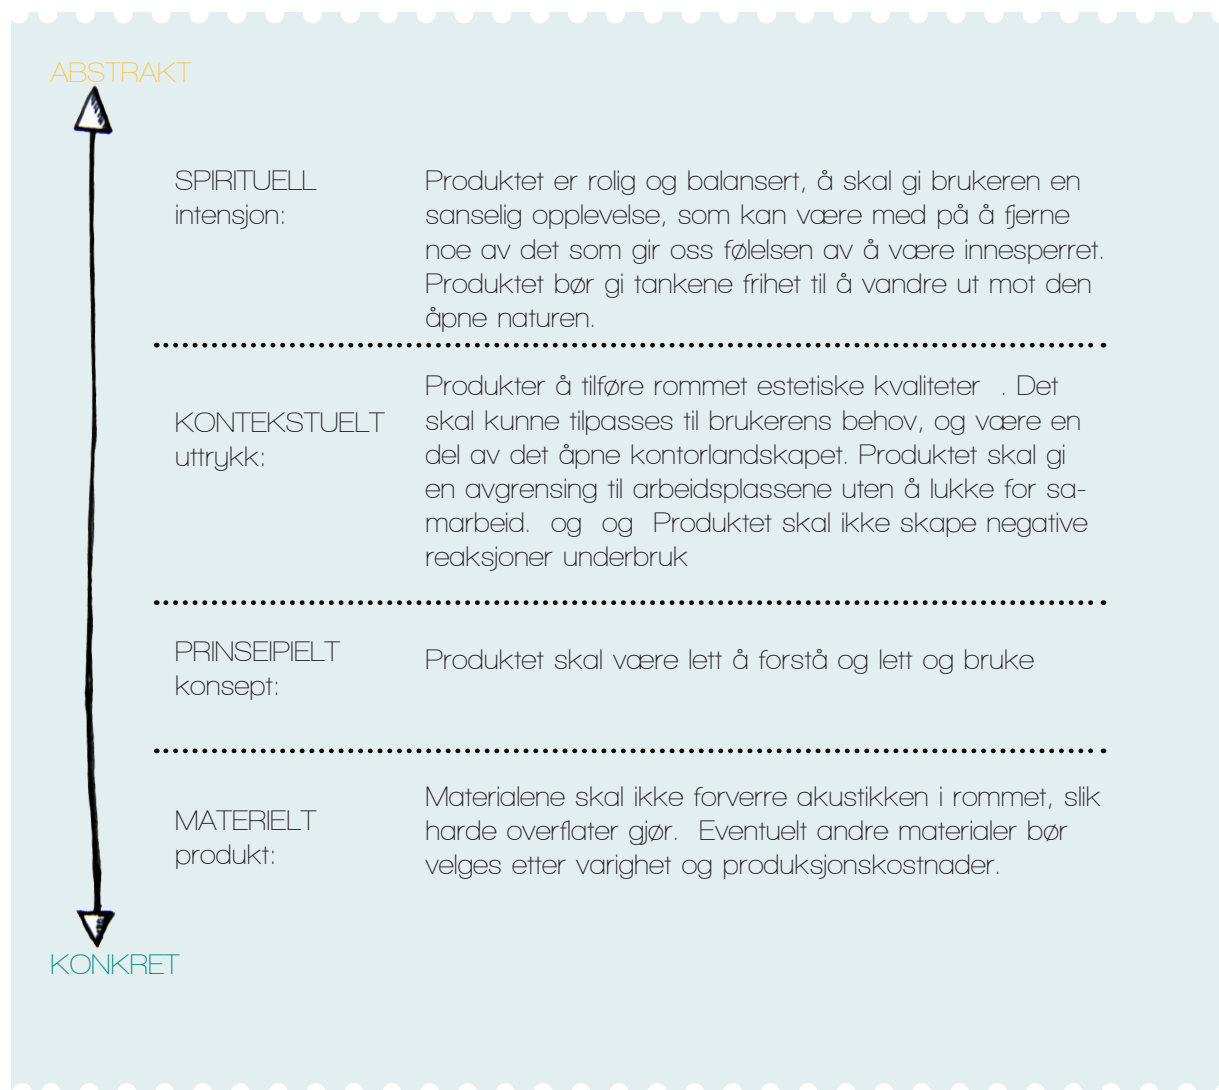 ABSTRAKT
SPIRITUELL
intensjon:
Produktet er rolig og balansert, å skal gi brukeren en
sanselig opplevelse, som kan være med på å fjerne
noe av det som gir oss følelsen av å være innesperret.
Produktet bør gi tankene frihet til å vandre ut mot den
åpne naturen.
KONTEKSTUELT
uttrykk:
Produkter å tilføre rommet estetiske kvaliteter . Det
skal kunne tilpasses til brukerens behov, og være en
del av det åpne kontorlandskapet. Produktet skal gi
en avgrensing til arbeidsplassene uten å lukke for sa-
marbeid. og og Produktet skal ikke skape negative
reaksjoner underbruk
PRINSEIPIELT
konsept:
Produktet skal være lett å forstå og lett og bruke
MATERIELT
produkt:
Materialene skal ikke forverre akustikken i rommet, slik
harde overflater gjør. Eventuelt andre materialer bør
velges etter varighet og produksjonskostnader.
KONKRET